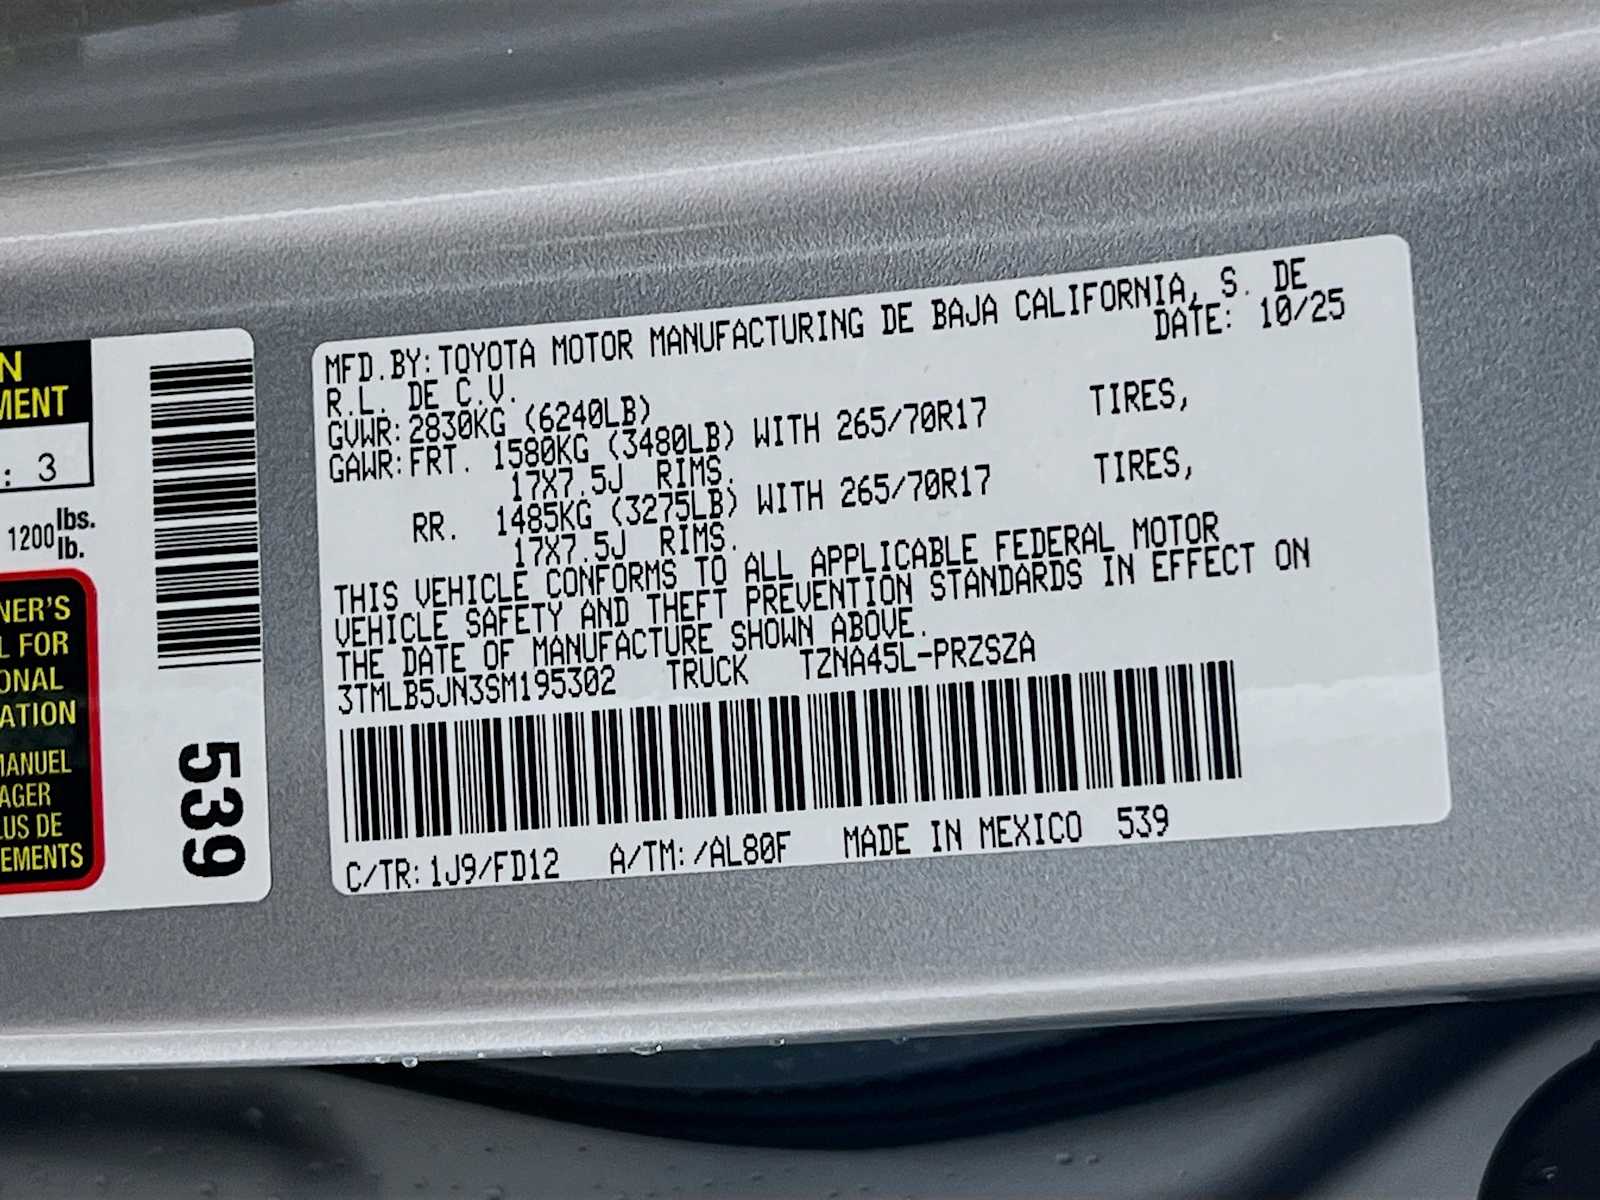 N
MENT
: 3
1200 lbs.
lb.
NER'S
L FOR
ONAL
ATION
MANUEL
AGER
LUS DE
EMENTS
539
MFD.BY:TOYOTA MOTOR MANUFACTURING DE BAJA CALIFORNIA, S. DE
R.L. DE C.V. DATE: 10/25
GVWR:2830KG (6240LB)
GAWR:FRT. 1580KG (3480LB) WITH 265/70R17 TIRES,
17X7.5J RIMS.
RR. 1485KG (3275LB) WITH 265/70R17 TIRES,
17X7.5J RIMS.
THIS VEHICLE CONFORMS TO ALL APPLICABLE FEDERAL MOTOR
VEHICLE SAFETY AND THEFT PREVENTION STANDARDS IN EFFECT ON
THE DATE OF MANUFACTURE SHOWN ABOVE.
3TMLB5JN3SM195302 TRUCK TZNA45L-PRZSZA
C/TR:1J9/FD12 A/TM:/AL80F MADE IN MEXICO 539